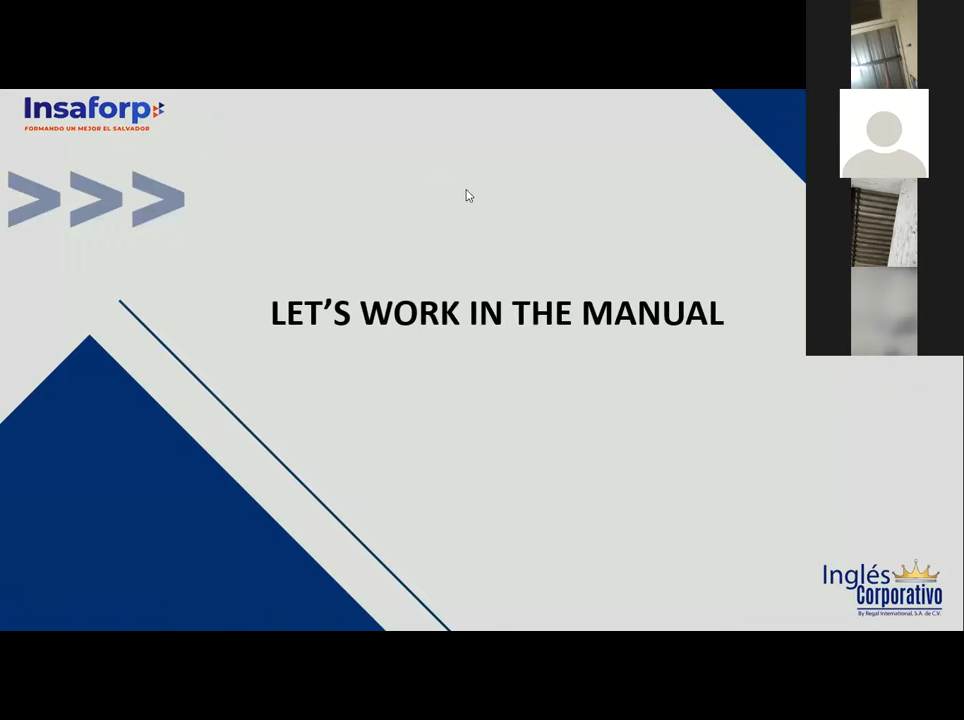 Insaforp
FORMANDO UN MEJOR EL SALVADOR
>>>
LET'S WORK IN THE MANUAL
Inglés
Corporativo
By Regal International, S.A. de C.V.